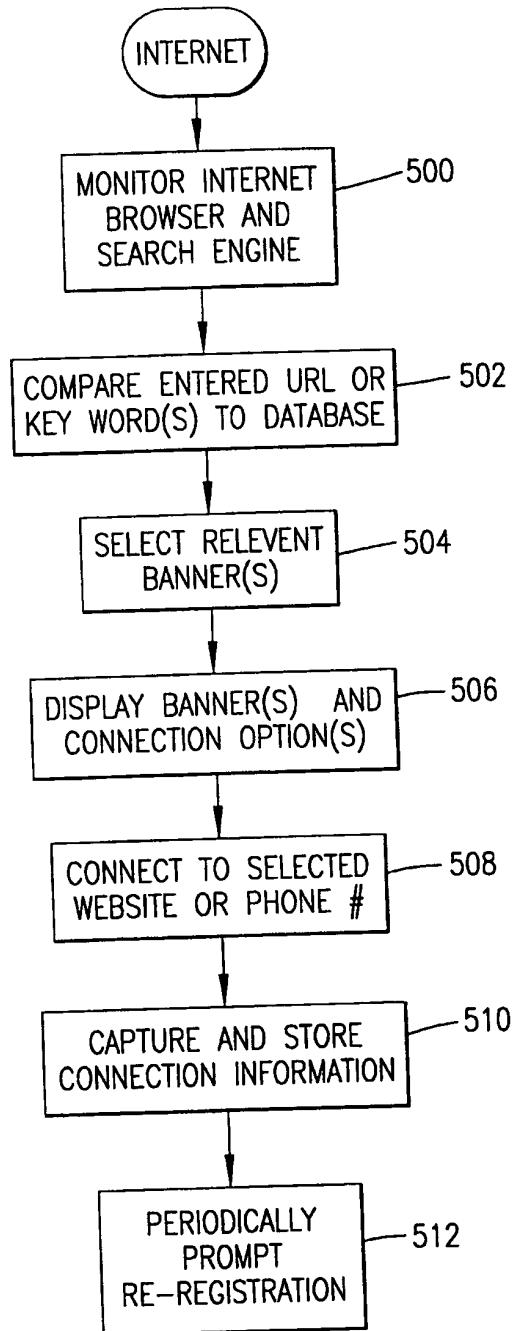 INTERNET
MONITOR INTERNET
BROWSER AND
SEARCH ENGINE
500
COMPARE ENTERED URL OR
KEY WORD(S) TO DATABASE
502
SELECT RELEVENT
BANNER(S)
504
DISPLAY BANNER(S) AND
CONNECTION OPTION(S)
506
CONNECT TO SELECTED
WEBSITE OR PHONE #
508
CAPTURE AND STORE
CONNECTION INFORMATION
510
PERIODICALLY
PROMPT
RE-REGISTRATION
512